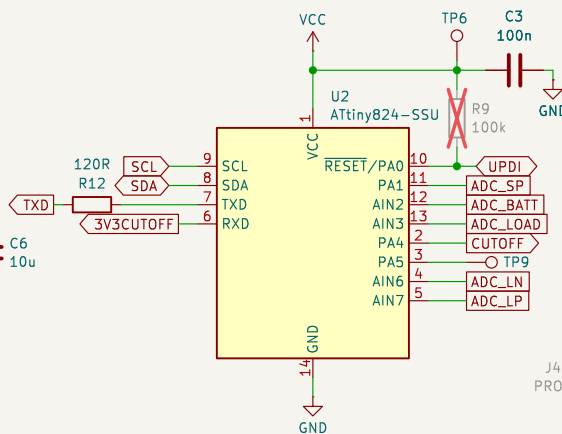 VCC
TP6
C3
100n
GND
U2
ATtiny824-SSU
R9
100k
1
VCC
120R
R12
SCL
9
SCL
RESET/PA0
10
UPDI
SDA
8
SDA
PA1
11
ADC_SP
TXD
7
TXD
AIN2
12
ADC_BATT
3V3CUTOFF
6
RXD
AIN3
13
ADC_LOAD
PA4
2
CUTOFF
C6
10u
PA5
3
TP9
AIN6
4
ADC_LN
AIN7
5
ADC_LP
GND
14
GND
J4
PRO